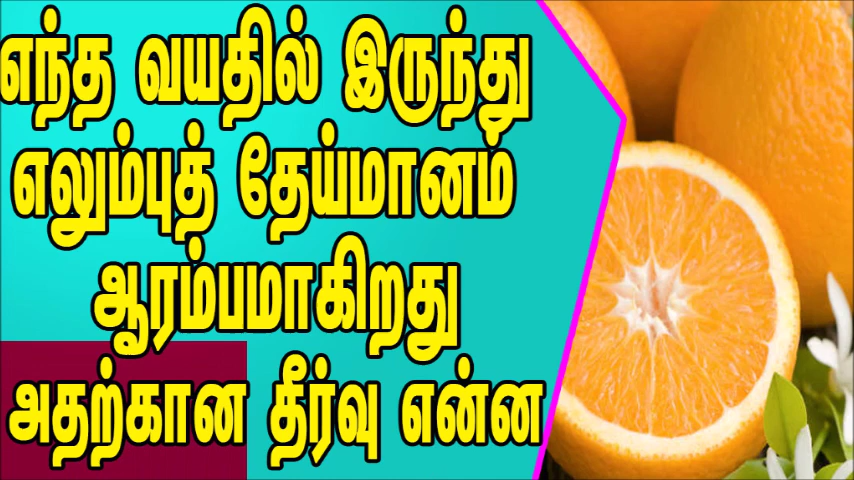 எந்த வயதில் இருந்து
எலும்புத் தேய்மானம்
ஆரம்பமாகிறது
அதற்கான தீர்வு என்ன